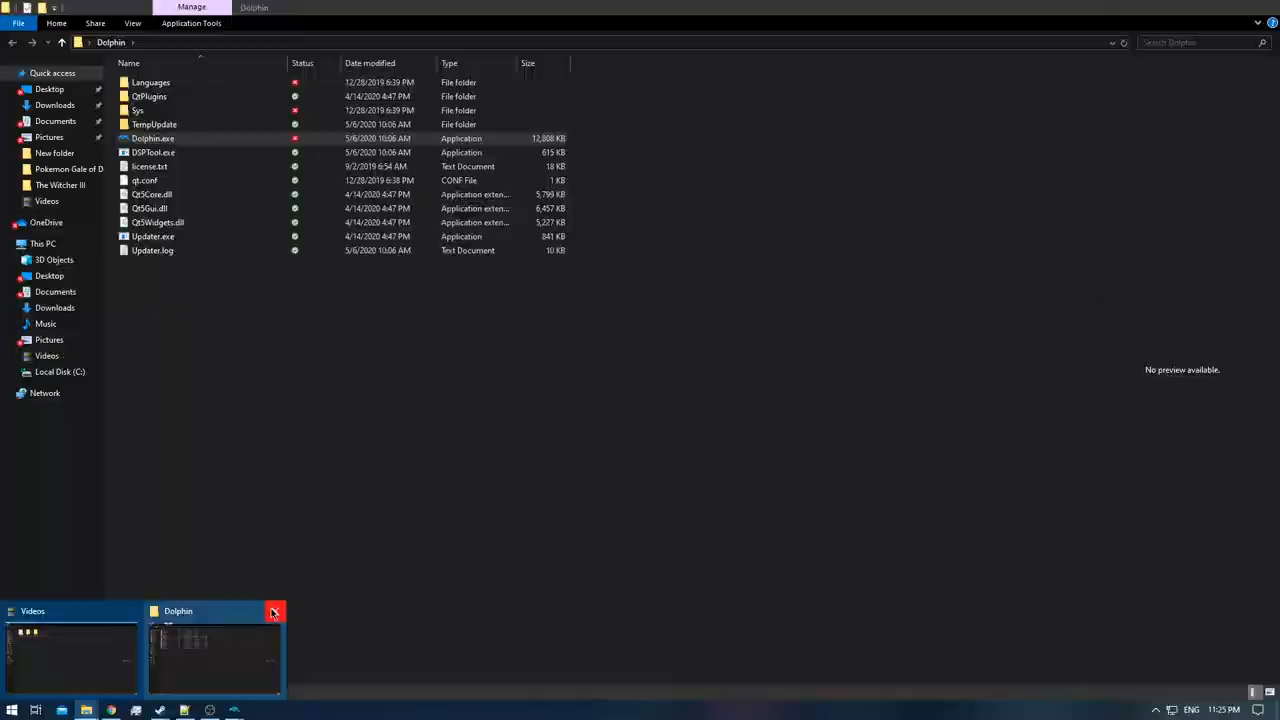 Manage
Dolphin
File
Home
Share
View
Application Tools
Dolphin
Search Dolphin
Name
Status
Date modified
Type
Size
Quick access
Desktop
Downloads
Documents
Pictures
New folder
Pokemon Gale of D
The Witcher III
Videos
OneDrive
This PC
3D Objects
Desktop
Documents
Downloads
Music
Pictures
Videos
Local Disk (C:)
Network
Languages 12/28/2019 6:39 PM File folder
QtPlugins 4/14/2020 4:47 PM File folder
Sys 12/28/2019 6:39 PM File folder
TempUpdate 5/6/2020 10:06 AM File folder
Dolphin.exe 5/6/2020 10:06 AM Application 12,808 KB
DSPTool.exe 5/6/2020 10:06 AM Application 615 KB
license.txt 9/2/2019 6:54 AM Text Document 18 KB
qt.conf 12/28/2019 6:38 PM CONF File 1 KB
Qt5Core.dll 4/14/2020 4:47 PM Application exten... 5,799 KB
Qt5Gui.dll 4/14/2020 4:47 PM Application exten... 6,457 KB
Qt5Widgets.dll 4/14/2020 4:47 PM Application exten... 5,227 KB
Updater.exe 4/14/2020 4:47 PM Application 841 KB
Updater.log 5/6/2020 10:06 AM Text Document 10 KB
No preview available.
Videos
Dolphin
ENG
11:25 PM